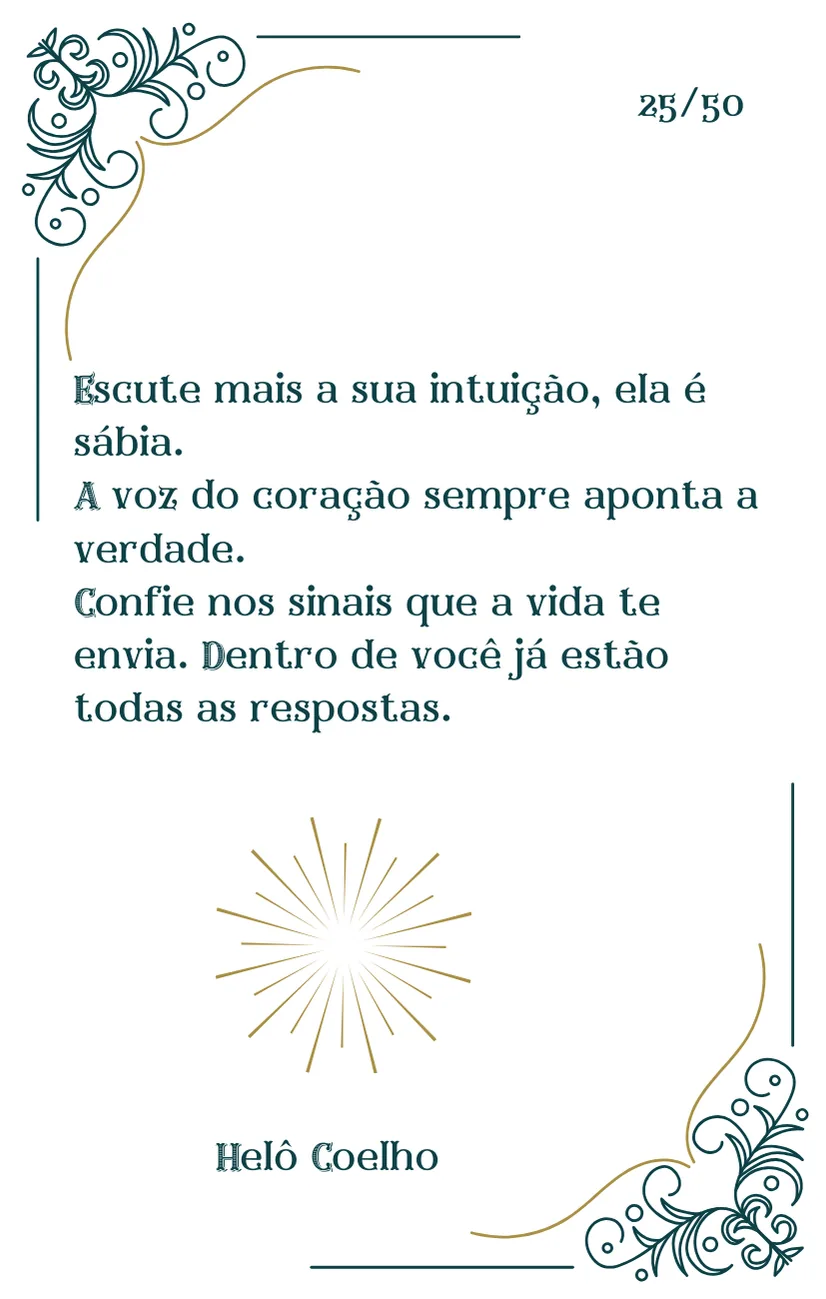 25/50
Escute mais a sua intuição, ela é
sábia.
A voz do coração sempre aponta a
verdade.
Confie nos sinais que a vida te
envia. Dentro de você já estão
todas as respostas.
Helô Coelho